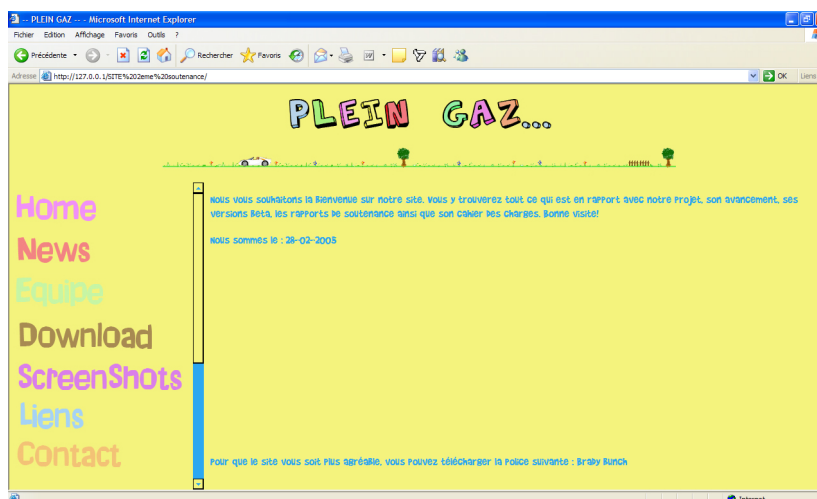 -- PLEIN GAZ -- - Microsoft Internet Explorer
Fichier Edition Affichage Favoris Outils ?
Précédente Rechercher Favoris
Adresse http://127.0.0.1/SITE%202eme%20soutenance/ OK Liens
PLEIN GAZ...
Home
News
Equipe
Download
ScreenShots
Liens
Contact
Nous vous souhaitons la Bienvenue sur notre site. Vous y trouverez tout ce qui est en rapport avec notre projet, son avancement, ses
versions Beta, les rapports de soutenance ainsi que son cahier des charges. Bonne visite!
Nous sommes le : 28-02-2005
Pour que le site vous soit plus agréable, vous pouvez télécharger la police suivante : Brady Bunch
Internet